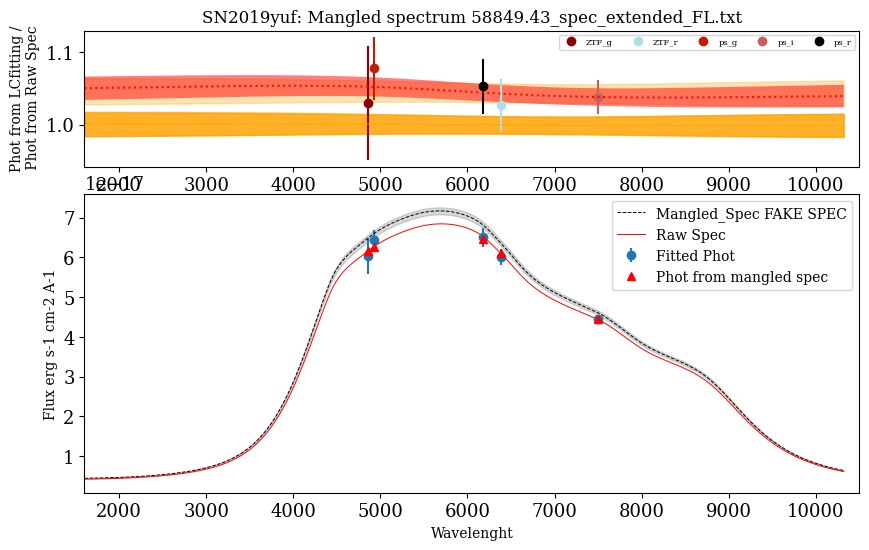 SN2019yuf: Mangled spectrum 58849.43_spec_extended_FL.txt
Phot from LCfitting /
Phot from Raw Spec
1.1
1.0
ZTF_g ZTF_r ps_g ps_i ps_r
2000 3000 4000 5000 6000 7000 8000 9000 10000
1e−17
Flux erg s-1 cm-2 A-1
7
6
5
4
3
2
1
Mangled_Spec FAKE SPEC
Raw Spec
Fitted Phot
Phot from mangled spec
2000 3000 4000 5000 6000 7000 8000 9000 10000
Wavelenght